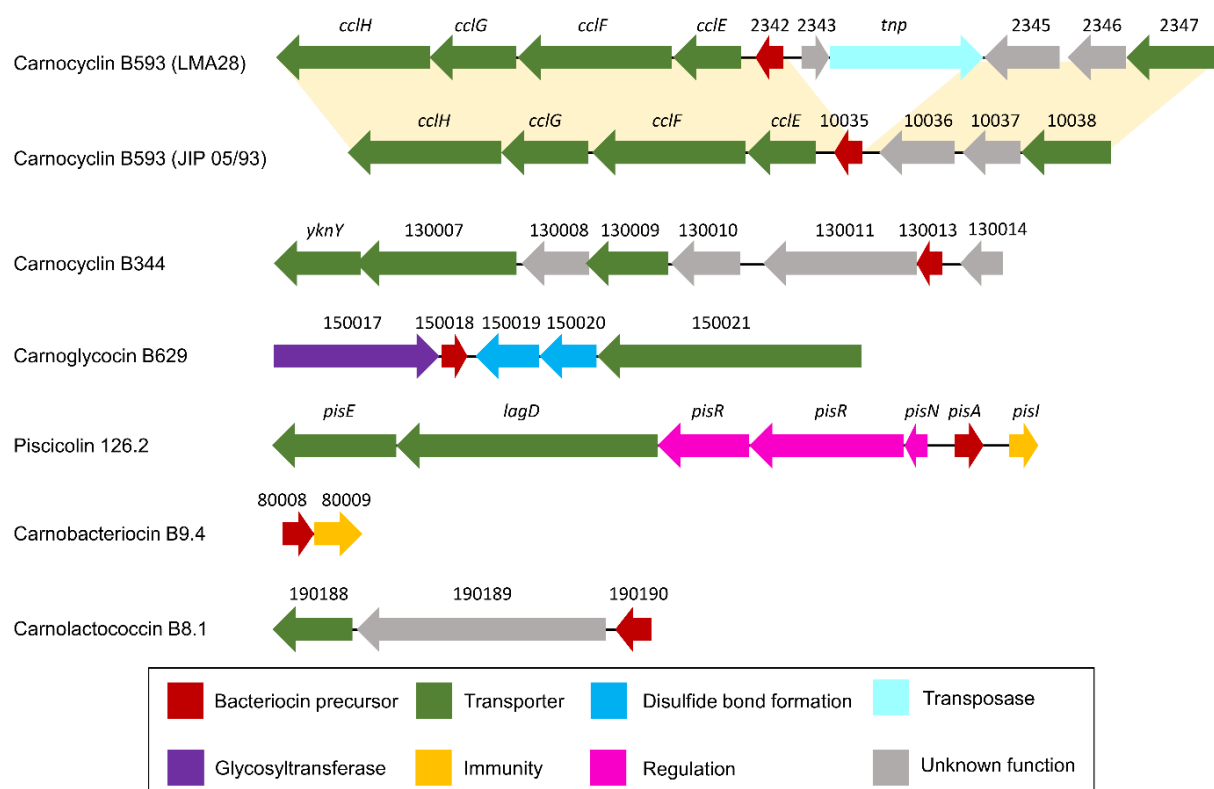 cclH cclG cclF cclE 2342 2343 tnp 2345 2346 2347
Carnocyclin B593 (LMA28)
cclH cclG cclF cclE 10035 10036 10037 10038
Carnocyclin B593 (JIP 05/93)
yknY 130007 130008 130009 130010 130011 130013 130014
Carnocyclin B344
150017 150018 150019 150020 150021
Carnoglycocin B629
pisE lagD pisR pisR pisN pisA pisI
Piscicolin 126.2
80008 80009
Carnobacteriocin B9.4
190188 190189 190190
Carnolactococcin B8.1
Bacteriocin precursor Transporter Disulfide bond formation Transposase
Glycosyltransferase Immunity Regulation Unknown function